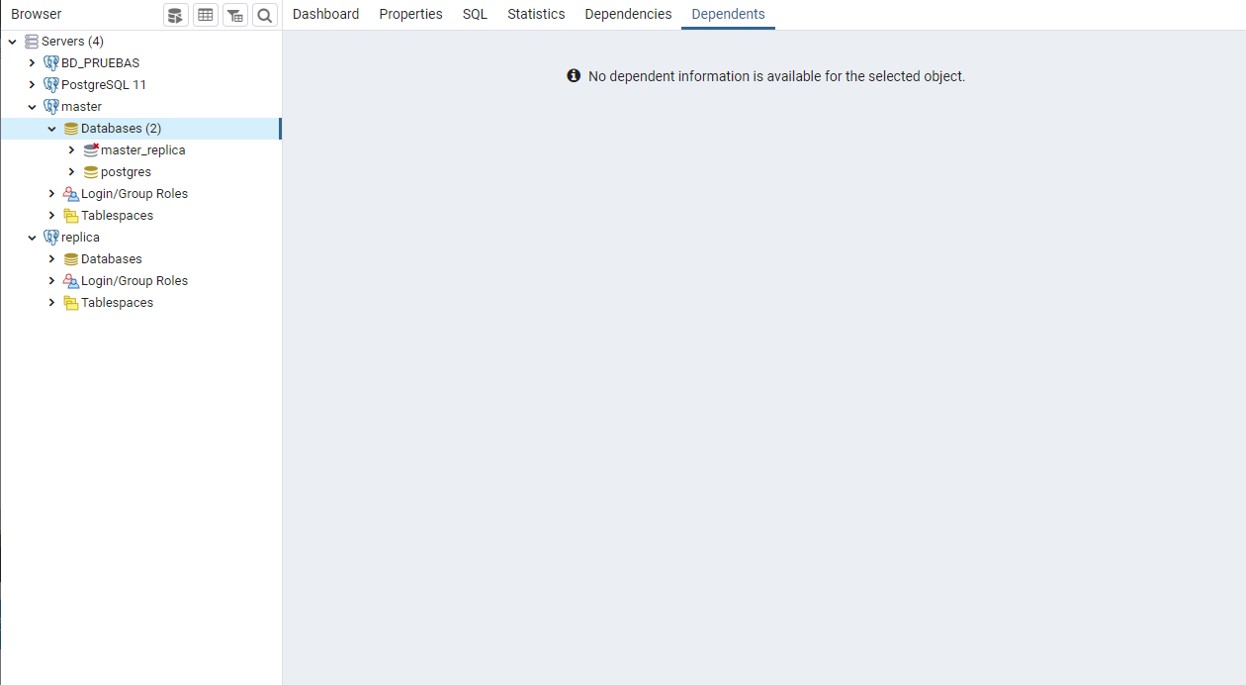 Browser
Dashboard Properties SQL Statistics Dependencies Dependents
Servers (4)
BD_PRUEBAS
PostgreSQL 11
master
Databases (2)
master_replica
postgres
Login/Group Roles
Tablespaces
replica
Databases
Login/Group Roles
Tablespaces
No dependent information is available for the selected object.